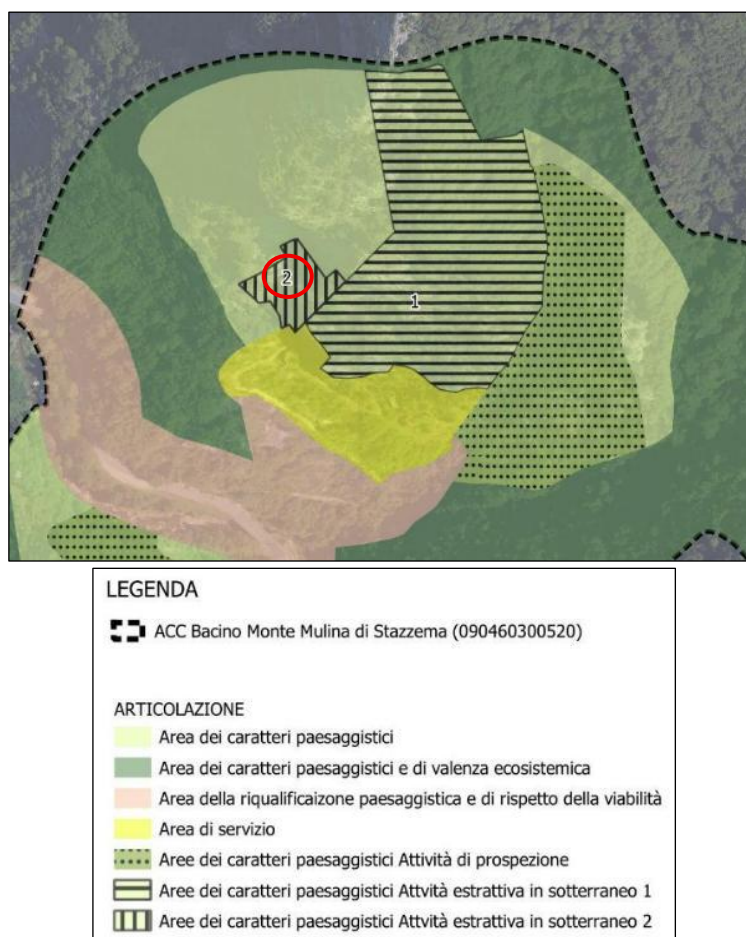 2
1
LEGENDA
ACC Bacino Monte Mulina di Stazzema (090460300520)
ARTICOLAZIONE
Area dei caratteri paesaggistici
Area dei caratteri paesaggistici e di valenza ecosistemica
Area della riqualificaizone paesaggistica e di rispetto della viabilità
Area di servizio
Aree dei caratteri paesaggistici Attività di prospezione
Aree dei caratteri paesaggistici Attvità estrattiva in sotterraneo 1
Aree dei caratteri paesaggistici Attvità estrattiva in sotterraneo 2